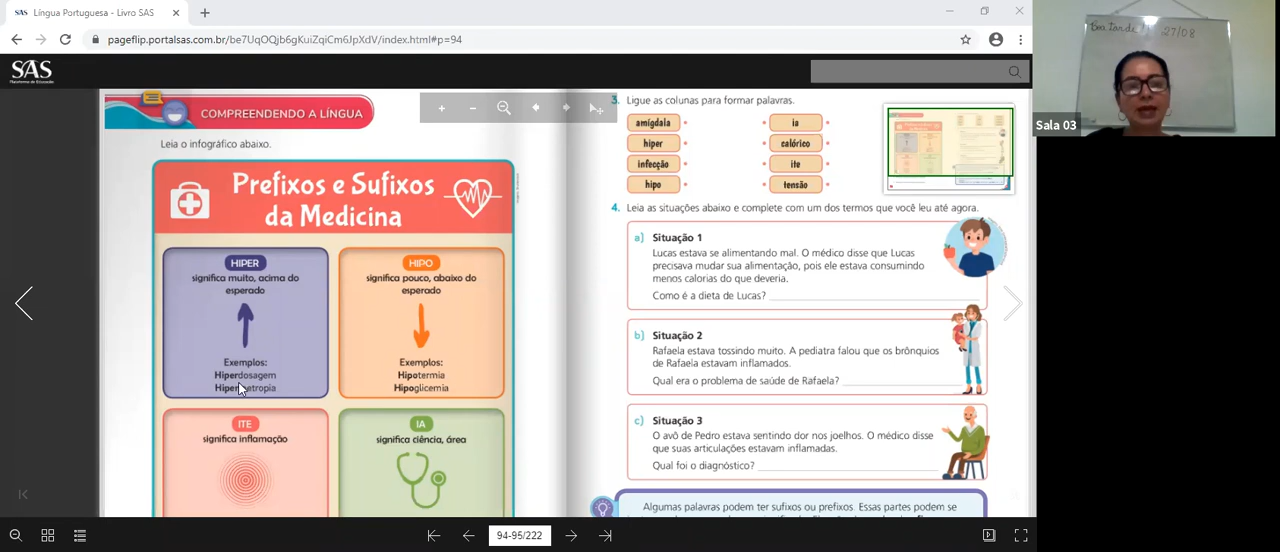 SAS Língua Portuguesa - Livro SAS
pageflip.portalsas.com.br/be7UqOQjb6gKuiZqiCm6JpXdV/index.html#p=94
SAS
Plataforma de Educação
COMPREENDENDO A LÍNGUA
Leia o infográfico abaixo.
Prefixos e Sufixos
da Medicina
HIPER
significa muito, acima do
esperado
Exemplos:
Hiperdosagem
HIPO
significa pouco, abaixo do
esperado
Exemplos:
Hipotermia
Hipoglicemia
ITE
significa inflamação
IA
significa ciência, área
3. Ligue as colunas para formar palavras.
amígdala
hiper
infecção
hipo
ia
calórico
ite
tensão
4. Leia as situações abaixo e complete com um dos termos que você leu até agora.
a) Situação 1
Lucas estava se alimentando mal. O médico disse que Lucas
precisava mudar sua alimentação, pois ele estava consumindo
menos calorias do que deveria.
Como é a dieta de Lucas?
b) Situação 2
Rafaela estava tossindo muito. A pediatra falou que os brônquios
de Rafaela estavam inflamados.
Qual era o problema de saúde de Rafaela?
c) Situação 3
O avô de Pedro estava sentindo dor nos joelhos. O médico disse
que suas articulações estavam inflamadas.
Qual foi o diagnóstico?
Algumas palavras podem ter sufixos ou prefixos. Essas partes podem se
94-95/222
Boa Tarde! 27/08
Sala 03